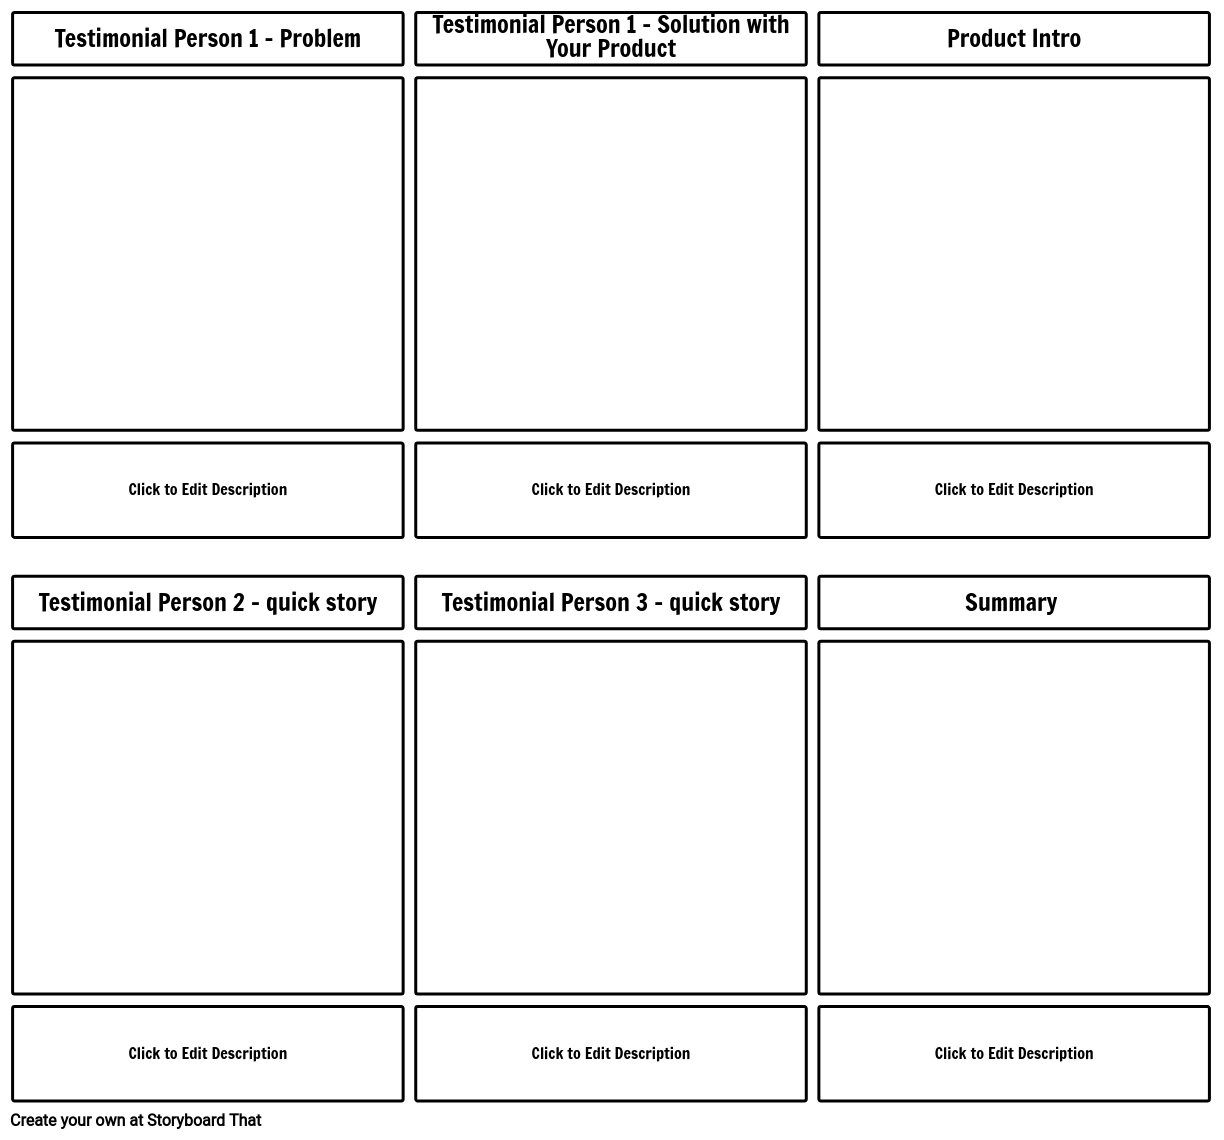 Testimonial Person 1 - Problem
Testimonial Person 1 - Solution with
Your Product
Product Intro
Click to Edit Description
Click to Edit Description
Click to Edit Description
Testimonial Person 2 - quick story
Testimonial Person 3 - quick story
Summary
Click to Edit Description
Click to Edit Description
Click to Edit Description
Create your own at Storyboard That